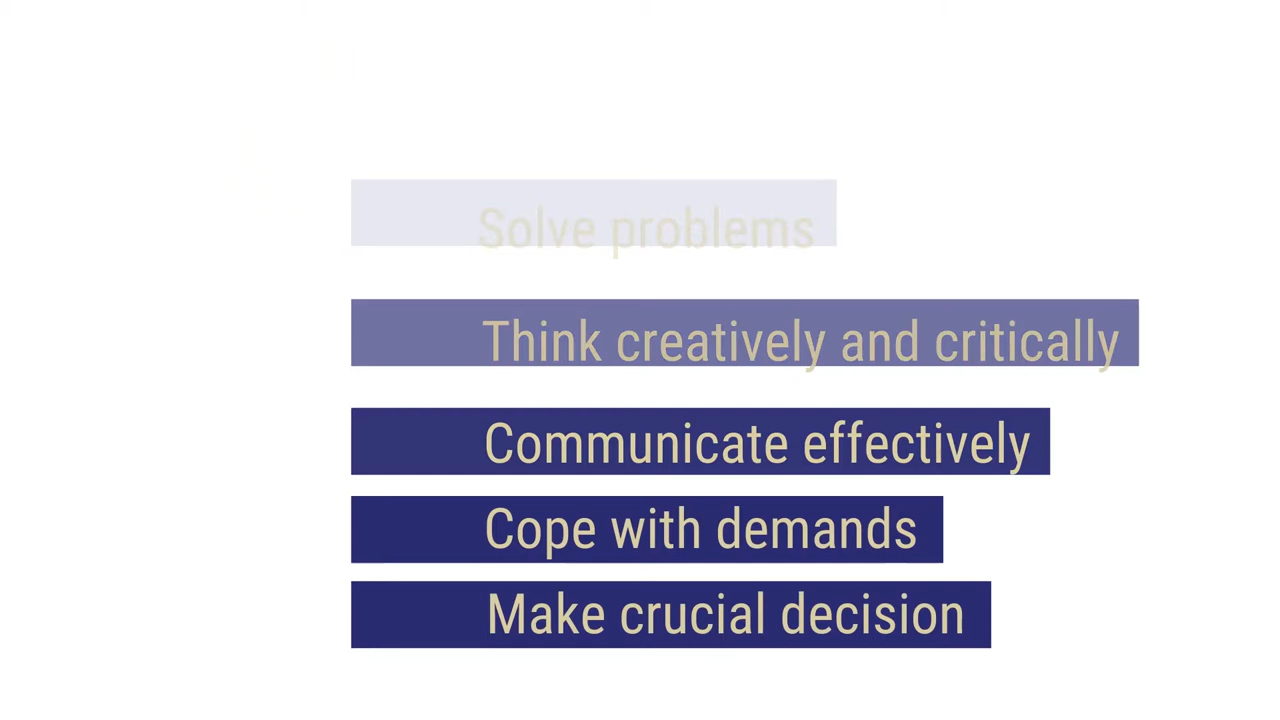 Solve problems
Think creatively and critically
Communicate effectively
Cope with demands
Make crucial decision